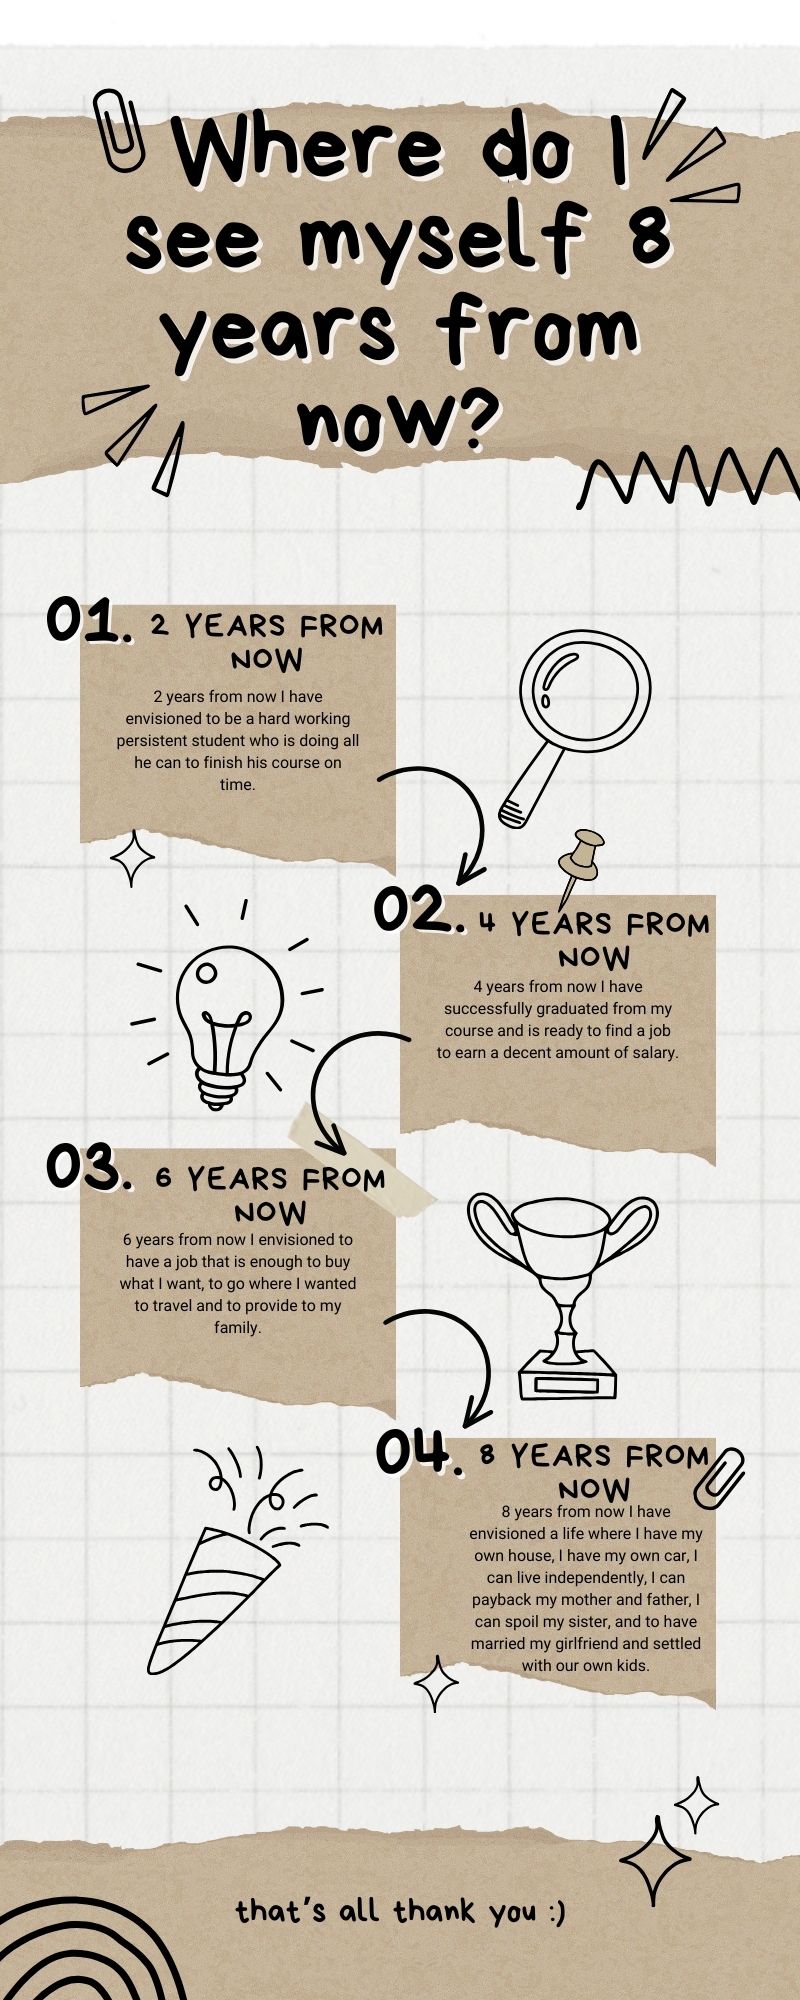 Where do I
see myself 8
years from
now?
01. 2 YEARS FROM
NOW
2 years from now I have
envisioned to be a hard working
persistent student who is doing all
he can to finish his course on
time.
02. 4 YEARS FROM
NOW
4 years from now I have
successfully graduated from my
course and is ready to find a job
to earn a decent amount of salary.
03. 6 YEARS FROM
NOW
6 years from now I envisioned to
have a job that is enough to buy
what I want, to go where I wanted
to travel and to provide to my
family.
04. 8 YEARS FROM
NOW
8 years from now I have
envisioned a life where I have my
own house, I have my own car, I
can live independently, I can
payback my mother and father, I
can spoil my sister, and to have
married my girlfriend and settled
with our own kids.
that's all thank you :)